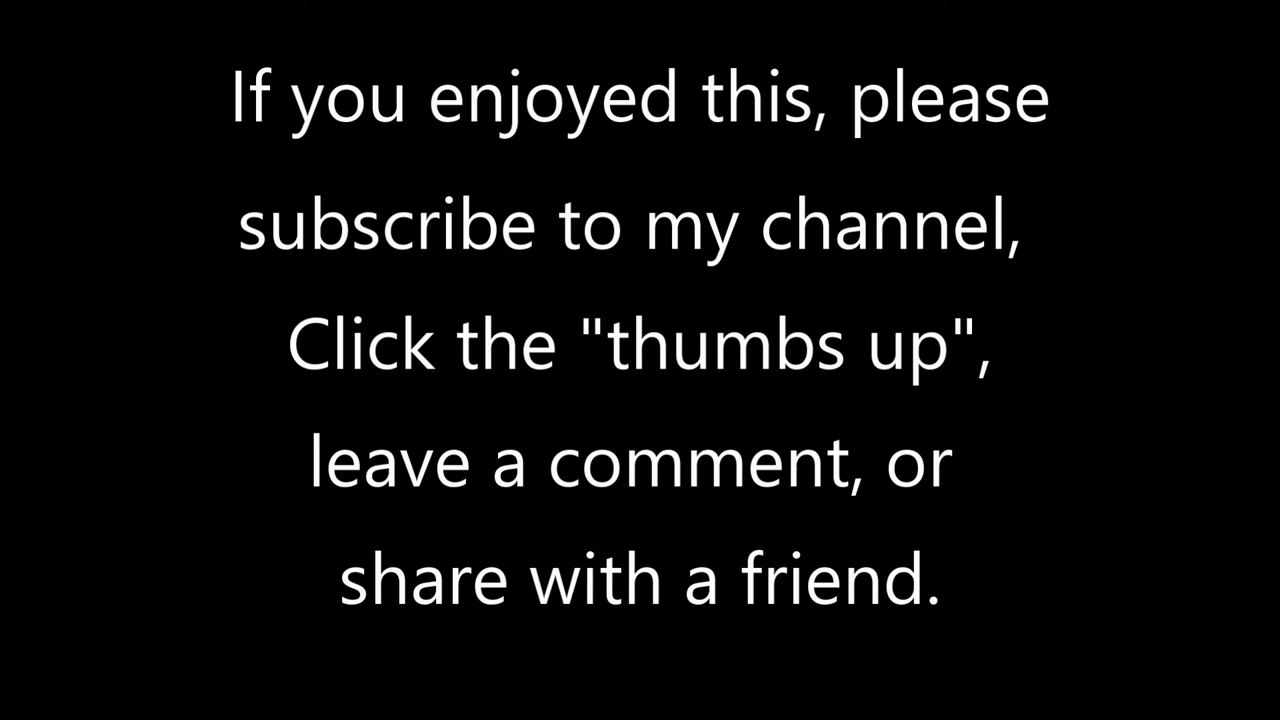 If you enjoyed this, please
subscribe to my channel,
Click the "thumbs up",
leave a comment, or
share with a friend.